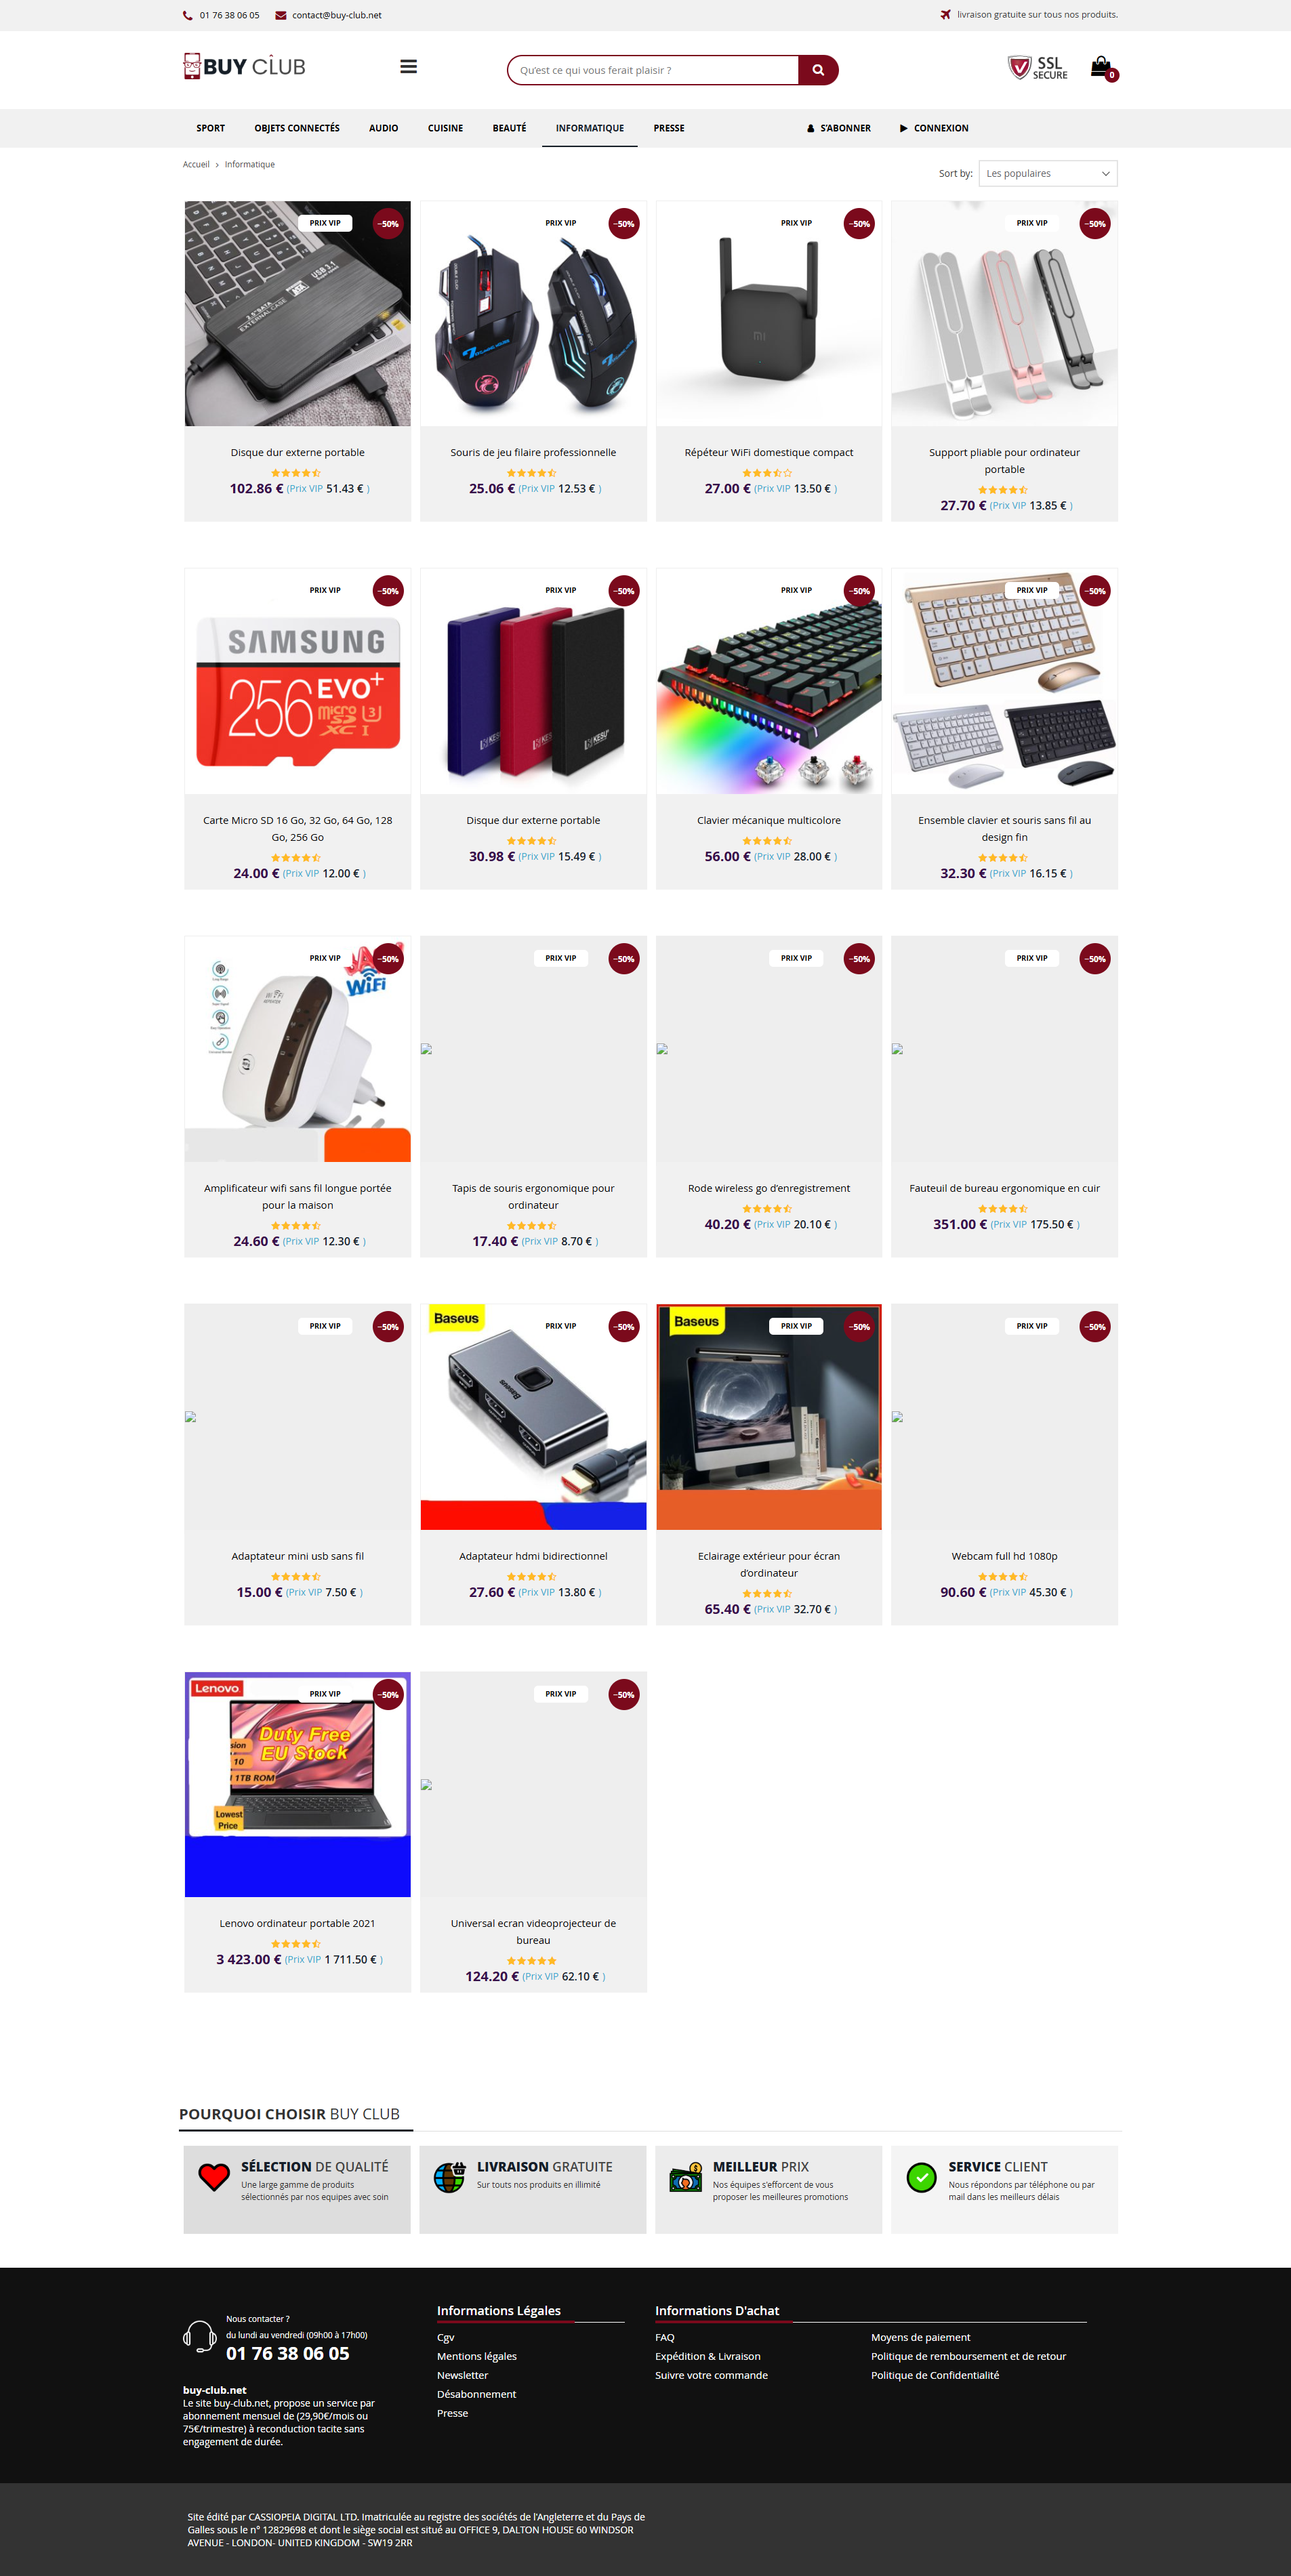 01 76 38 06 05 contact@buy-club.net livraison gratuite sur tous nos produits.
BUY CLUB
Qu'est ce qui vous ferait plaisir ?
SSL SECURE
0
SPORT OBJETS CONNECTÉS AUDIO CUISINE BEAUTÉ INFORMATIQUE PRESSE S'ABONNER CONNEXION
Accueil > Informatique
Sort by: Les populaires
PRIX VIP -50% PRIX VIP -50% PRIX VIP -50% PRIX VIP -50%
USB 3.1
2.5" SATA
EXTERNAL CASE
mi
Disque dur externe portable
102.86 € (Prix VIP 51.43 € )
Souris de jeu filaire professionnelle
25.06 € (Prix VIP 12.53 € )
Répéteur WiFi domestique compact
27.00 € (Prix VIP 13.50 € )
Support pliable pour ordinateur
portable
27.70 € (Prix VIP 13.85 € )
PRIX VIP -50% PRIX VIP -50% PRIX VIP -50% PRIX VIP -50%
SAMSUNG
256 EVO+
micro SD XC I U3
KESU KESU KESU
Carte Micro SD 16 Go, 32 Go, 64 Go, 128
Go, 256 Go
24.00 € (Prix VIP 12.00 € )
Disque dur externe portable
30.98 € (Prix VIP 15.49 € )
Clavier mécanique multicolore
56.00 € (Prix VIP 28.00 € )
Ensemble clavier et souris sans fil au
design fin
32.30 € (Prix VIP 16.15 € )
PRIX VIP -50% PRIX VIP -50% PRIX VIP -50% PRIX VIP -50%
WiFi
Amplificateur wifi sans fil longue portée
pour la maison
24.60 € (Prix VIP 12.30 € )
Tapis de souris ergonomique pour
ordinateur
17.40 € (Prix VIP 8.70 € )
Rode wireless go d'enregistrement
40.20 € (Prix VIP 20.10 € )
Fauteuil de bureau ergonomique en cuir
351.00 € (Prix VIP 175.50 € )
PRIX VIP -50% PRIX VIP -50% PRIX VIP -50% PRIX VIP -50%
Baseus
Baseus
Baseus
Adaptateur mini usb sans fil
15.00 € (Prix VIP 7.50 € )
Adaptateur hdmi bidirectionnel
27.60 € (Prix VIP 13.80 € )
Eclairage extérieur pour écran
d'ordinateur
65.40 € (Prix VIP 32.70 € )
Webcam full hd 1080p
90.60 € (Prix VIP 45.30 € )
PRIX VIP -50% PRIX VIP -50%
Lenovo
Duty Free
EU Stock
sion
10
1TB ROM
Lowest
Price
Lenovo ordinateur portable 2021
3 423.00 € (Prix VIP 1 711.50 € )
Universal ecran videoprojecteur de
bureau
124.20 € (Prix VIP 62.10 € )
POURQUOI CHOISIR BUY CLUB
SÉLECTION DE QUALITÉ
Une large gamme de produits
sélectionnés par nos equipes avec soin
LIVRAISON GRATUITE
Sur touts nos produits en illimité
MEILLEUR PRIX
Nos équipes s'efforcent de vous
proposer les meilleures promotions
SERVICE CLIENT
Nous répondons par téléphone ou par
mail dans les meilleurs délais
Nous contacter ?
du lundi au vendredi (09h00 à 17h00)
01 76 38 06 05
buy-club.net
Le site buy-club.net, propose un service par
abonnement mensuel de (29,90€/mois ou
75€/trimestre) à reconduction tacite sans
engagement de durée.
Informations Légales
Cgv
Mentions légales
Newsletter
Désabonnement
Presse
Informations D'achat
FAQ
Expédition & Livraison
Suivre votre commande
Moyens de paiement
Politique de remboursement et de retour
Politique de Confidentialité
Site édité par CASSIOPEIA DIGITAL LTD. Imatriculée au registre des sociétés de l'Angleterre et du Pays de
Galles sous le n° 12829698 et dont le siège social est situé au OFFICE 9, DALTON HOUSE 60 WINDSOR
AVENUE - LONDON- UNITED KINGDOM - SW19 2RR